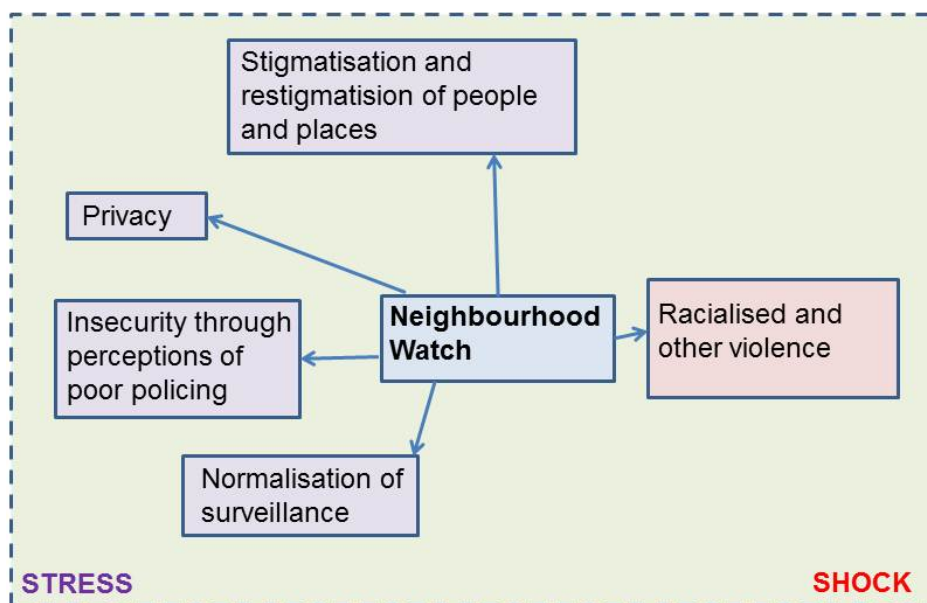 Stigmatisation and
restigmatision of people
and places
Privacy
Neighbourhood
Watch
Racialised and
other violence
Insecurity through
perceptions of
poor policing
Normalisation of
surveillance
STRESS
SHOCK